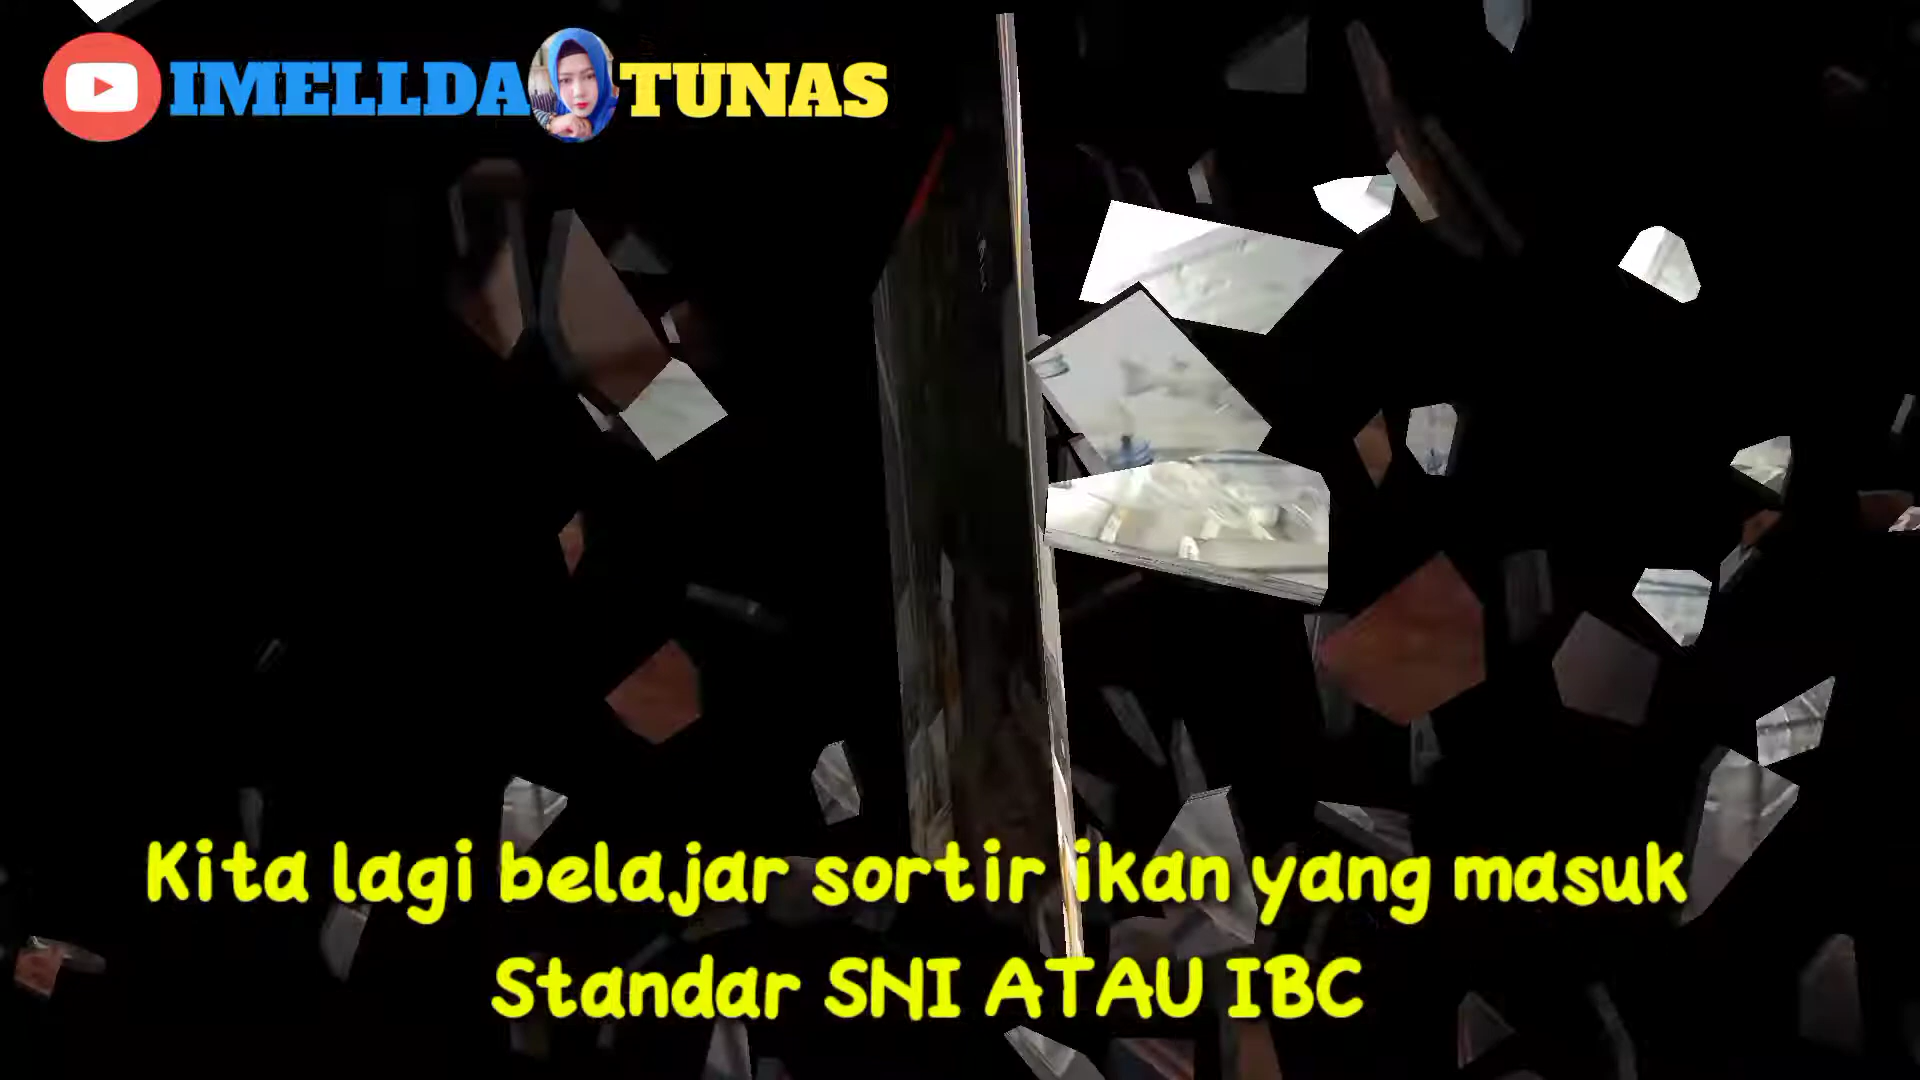 IMELLDA TUNAS
Kita lagi belajar sortir ikan yang masuk
Standar SNI ATAU IBC